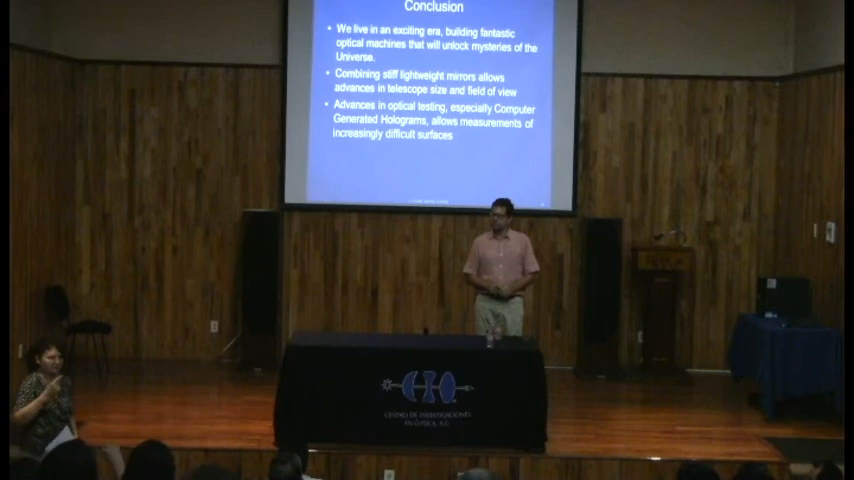 Conclusion
• We live in an exciting era, building fantastic
optical machines that will unlock mysteries of the
Universe.
• Combining stiff lightweight mirrors allows
advances in telescope size and field of view
• Advances in optical testing, especially Computer
Generated Holograms, allows measurements of
increasingly difficult surfaces
CIO
CENTRO DE INVESTIGACIONES
EN OPTICA, A.C.